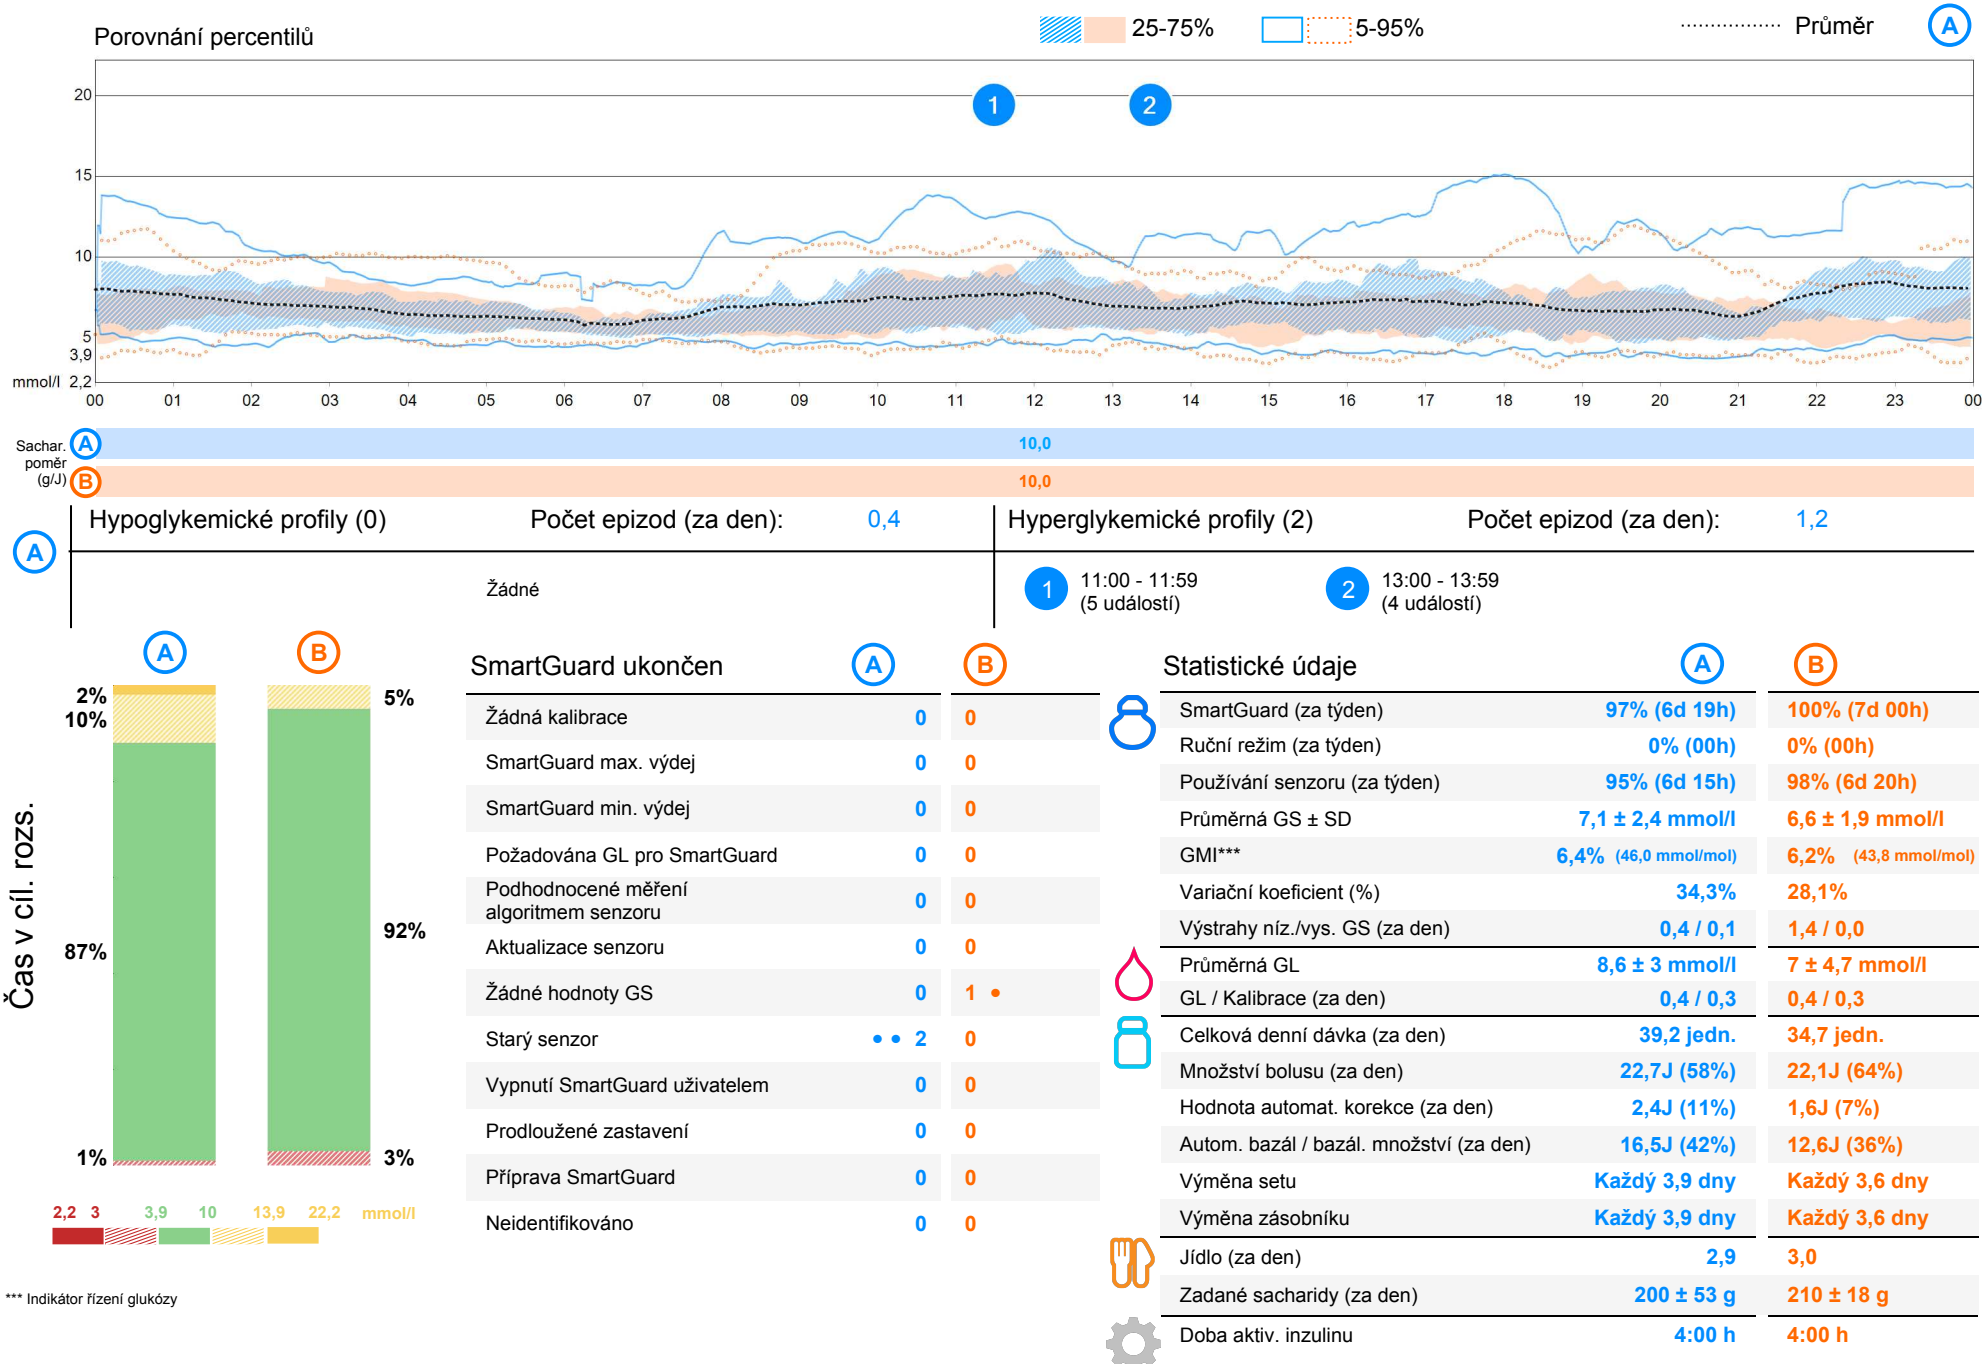 Porovnání percentilů
25-75%
5-95%
Průměr
A
20
15
10
5
3,9
mmol/l 2,2
1
2
00 01 02 03 04 05 06 07 08 09 10 11 12 13 14 15 16 17 18 19 20 21 22 23 00
Sachar.
poměr
(g/J)
A 10,0
B 10,0
A
Hypoglykemické profily (0) Počet epizod (za den): 0,4
Žádné
Hyperglykemické profily (2) Počet epizod (za den): 1,2
1 11:00 - 11:59
(5 událostí)
2 13:00 - 13:59
(4 událostí)
Čas v cíl. rozs.
A B
2%
10%
87%
1%
5%
92%
3%
2,2 3 3,9 10 13,9 22,2 mmol/l
*** Indikátor řízení glukózy
SmartGuard ukončen A B
Žádná kalibrace 0 0
SmartGuard max. výdej 0 0
SmartGuard min. výdej 0 0
Požadována GL pro SmartGuard 0 0
Podhodnocené měření
algoritmem senzoru 0 0
Aktualizace senzoru 0 0
Žádné hodnoty GS 0 1 •
Starý senzor • • 2 0
Vypnutí SmartGuard uživatelem 0 0
Prodloužené zastavení 0 0
Příprava SmartGuard 0 0
Neidentifikováno 0 0
Statistické údaje A B
SmartGuard (za týden) 97% (6d 19h) 100% (7d 00h)
Ruční režim (za týden) 0% (00h) 0% (00h)
Používání senzoru (za týden) 95% (6d 15h) 98% (6d 20h)
Průměrná GS ± SD 7,1 ± 2,4 mmol/l 6,6 ± 1,9 mmol/l
GMI*** 6,4% (46,0 mmol/mol) 6,2% (43,8 mmol/mol)
Variační koeficient (%) 34,3% 28,1%
Výstrahy níz./vys. GS (za den) 0,4 / 0,1 1,4 / 0,0
Průměrná GL 8,6 ± 3 mmol/l 7 ± 4,7 mmol/l
GL / Kalibrace (za den) 0,4 / 0,3 0,4 / 0,3
Celková denní dávka (za den) 39,2 jedn. 34,7 jedn.
Množství bolusu (za den) 22,7J (58%) 22,1J (64%)
Hodnota automat. korekce (za den) 2,4J (11%) 1,6J (7%)
Autom. bazál / bazál. množství (za den) 16,5J (42%) 12,6J (36%)
Výměna setu Každý 3,9 dny Každý 3,6 dny
Výměna zásobníku Každý 3,9 dny Každý 3,6 dny
Jídlo (za den) 2,9 3,0
Zadané sacharidy (za den) 200 ± 53 g 210 ± 18 g
Doba aktiv. inzulinu 4:00 h 4:00 h